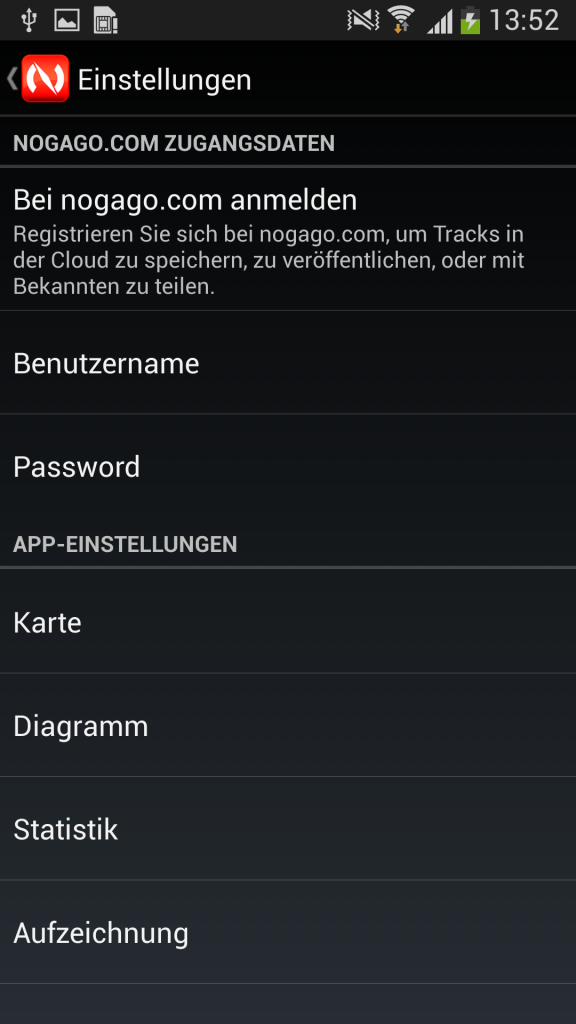 13:52
Einstellungen
NOGAGO.COM ZUGANGSDATEN
Bei nogago.com anmelden
Registrieren Sie sich bei nogago.com, um Tracks in
der Cloud zu speichern, zu veröffentlichen, oder mit
Bekannten zu teilen.
Benutzername
Password
APP-EINSTELLUNGEN
Karte
Diagramm
Statistik
Aufzeichnung